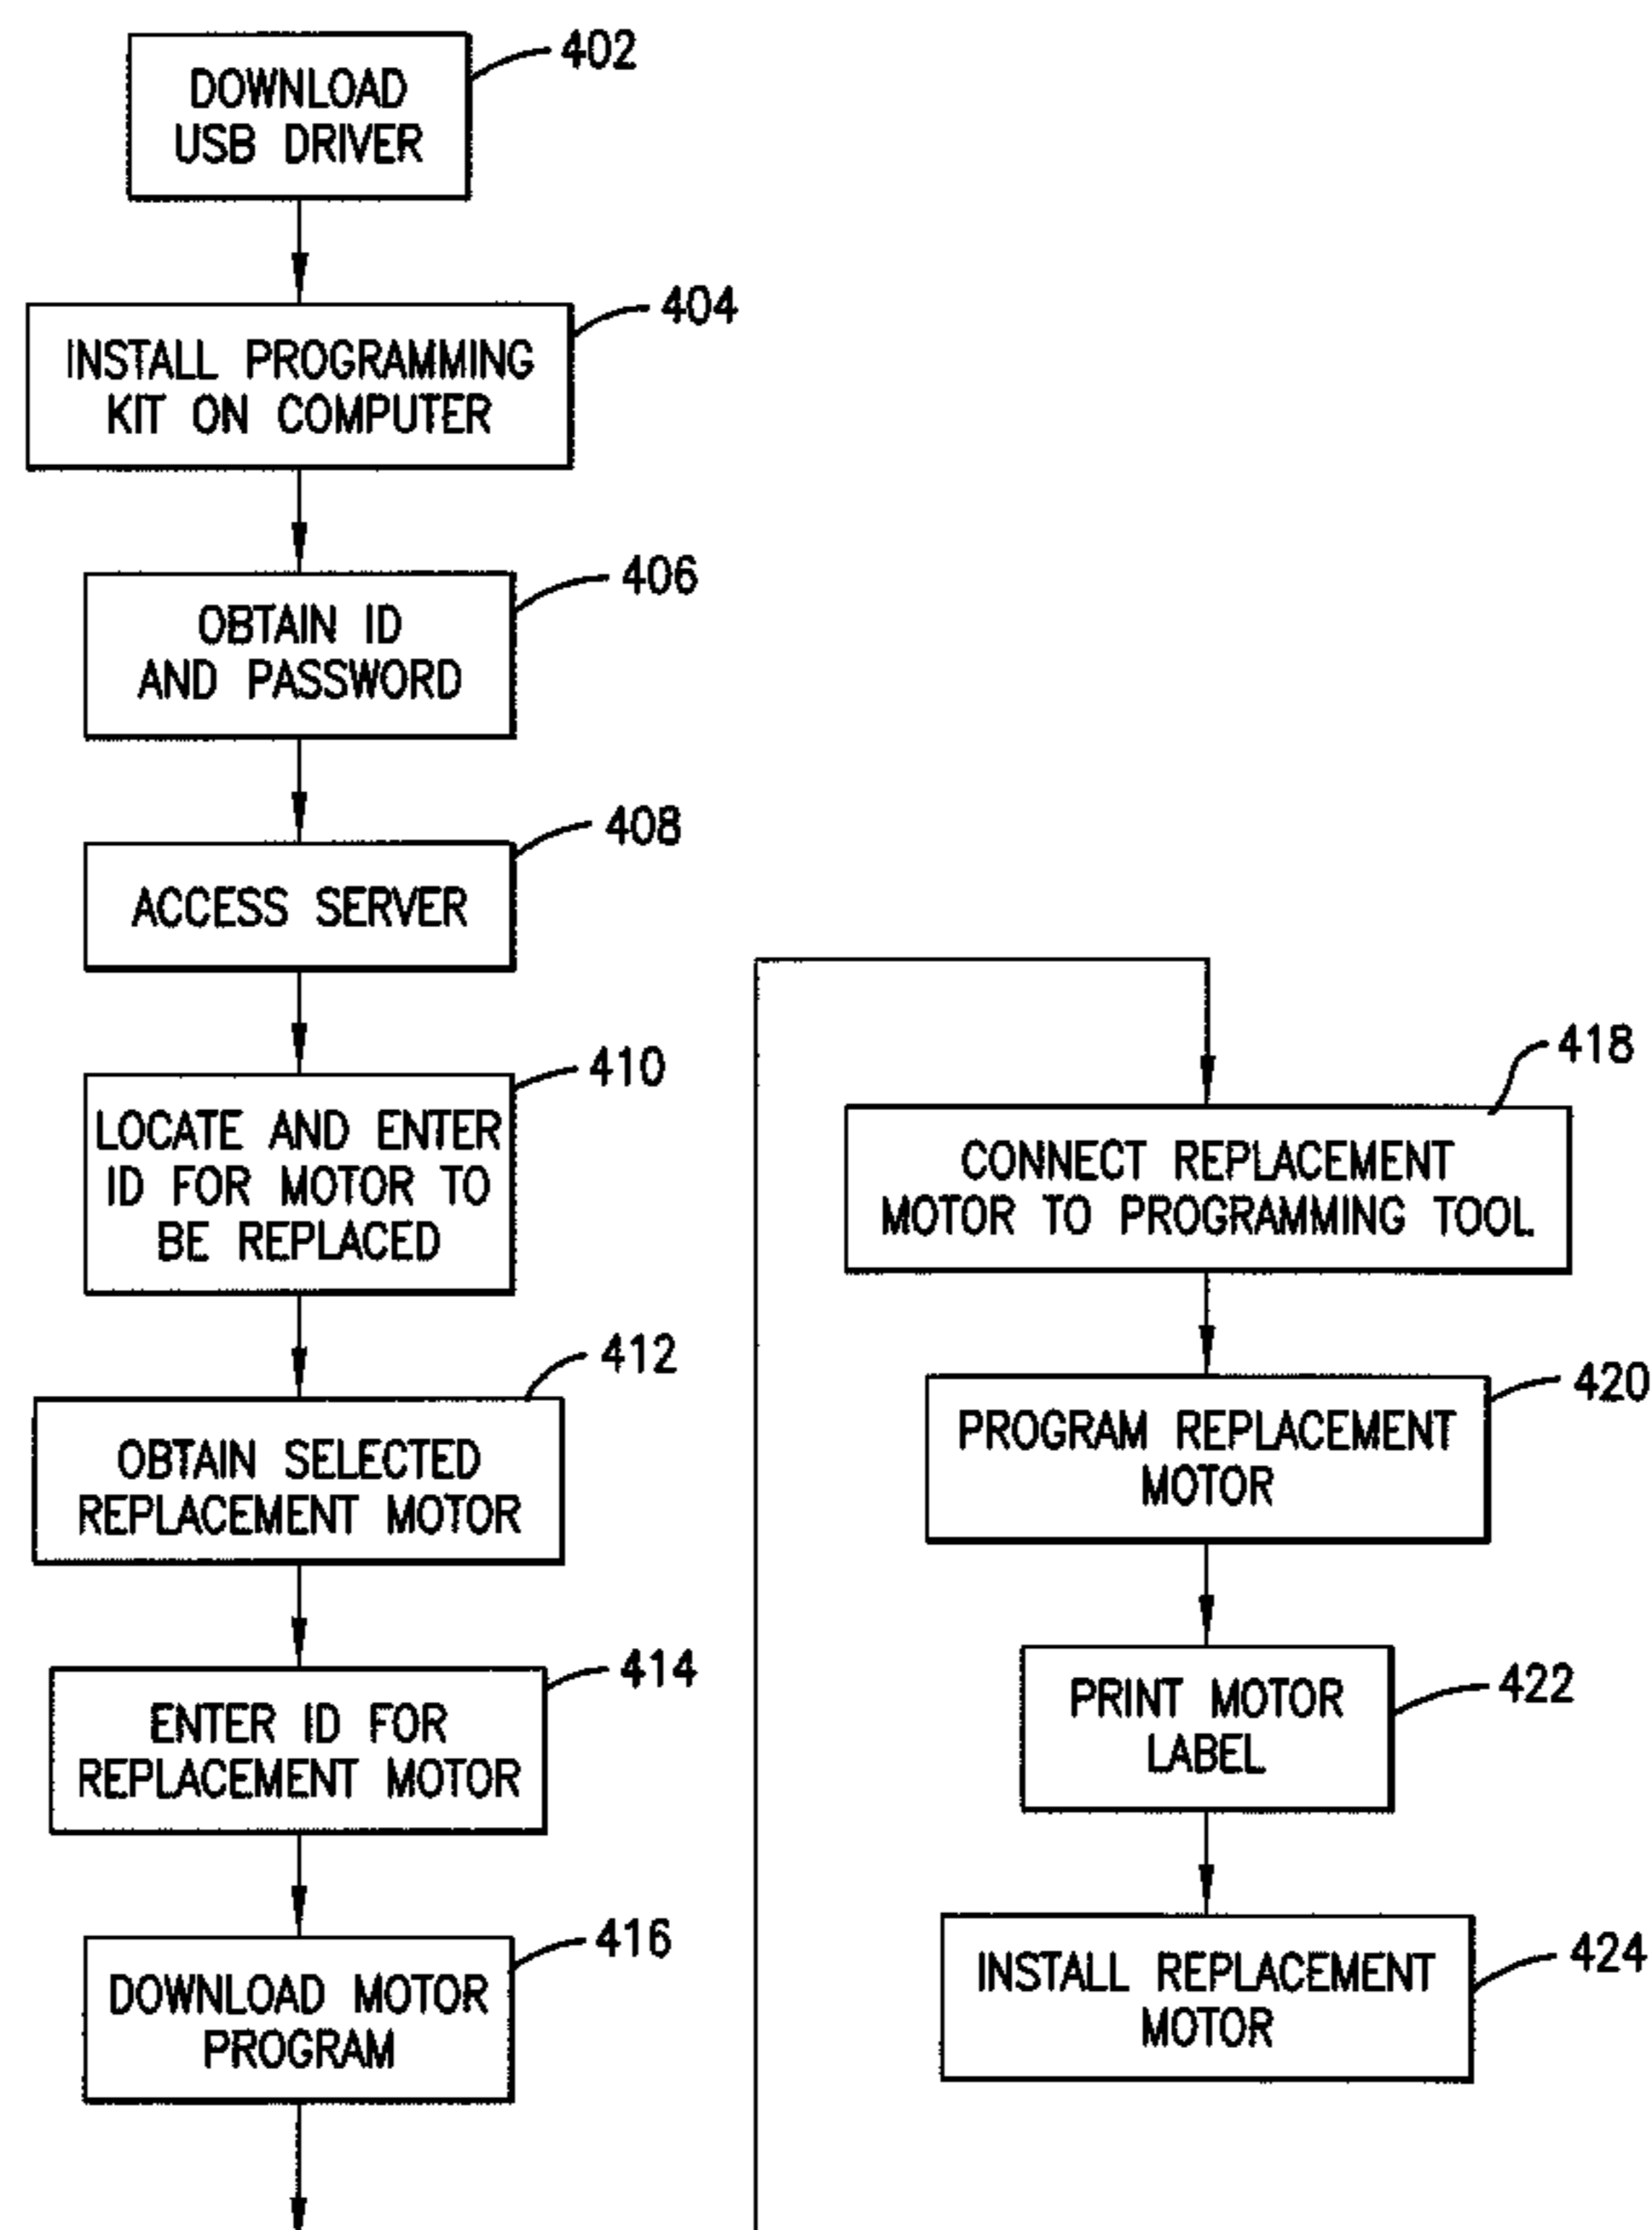 402
DOWNLOAD
USB DRIVER
404
INSTALL PROGRAMMING
KIT ON COMPUTER
406
OBTAIN ID
AND PASSWORD
408
ACCESS SERVER
410
LOCATE AND ENTER
ID FOR MOTOR TO
BE REPLACED
412
OBTAIN SELECTED
REPLACEMENT MOTOR
414
ENTER ID FOR
REPLACEMENT MOTOR
416
DOWNLOAD MOTOR
PROGRAM
418
CONNECT REPLACEMENT
MOTOR TO PROGRAMMING TOOL
420
PROGRAM REPLACEMENT
MOTOR
422
PRINT MOTOR
LABEL
424
INSTALL REPLACEMENT
MOTOR